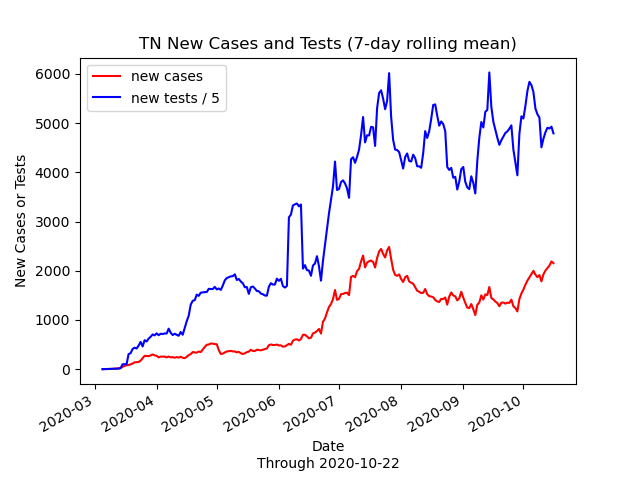 TN New Cases and Tests (7-day rolling mean)
new cases
new tests / 5
New Cases or Tests
6000
5000
4000
3000
2000
1000
0
2020-03
2020-04
2020-05
2020-06
2020-07
2020-08
2020-09
2020-10
Date
Through 2020-10-22